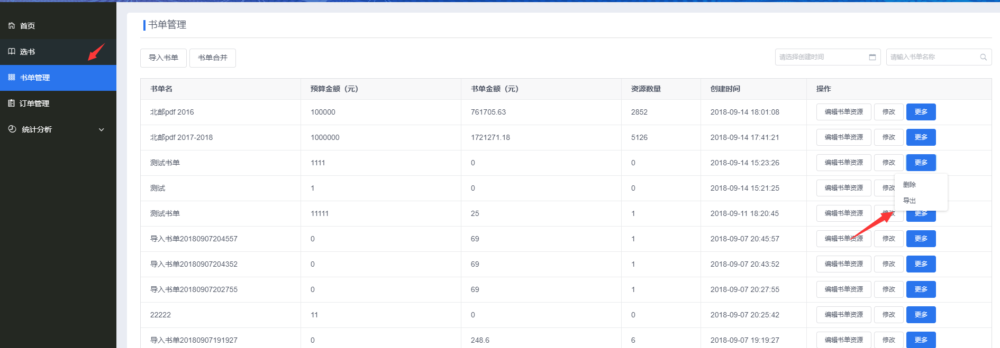 首页
选书
书单管理
订单管理
统计分析
书单管理
导入书单 书单合并 请选择创建时间 请输入书单名称
书单名 预算金额（元） 书单金额（元） 资源数量 创建时间 操作
北邮pdf 2016 100000 761705.63 2852 2018-09-14 18:01:08 编辑书单资源 修改 更多
北邮pdf 2017-2018 1000000 1721271.18 5126 2018-09-14 17:41:21 编辑书单资源 修改 更多
测试书单 1111 0 0 2018-09-14 15:23:26 编辑书单资源 修改 更多
删除
导出
测试 1 0 0 2018-09-14 15:21:25 编辑书单资源 修改
测试书单 11111 25 1 2018-09-11 18:20:45 编辑书单资源 修改 更多
导入书单20180907204557 0 69 1 2018-09-07 20:45:57 编辑书单资源 修改 更多
导入书单20180907204352 0 69 1 2018-09-07 20:43:52 编辑书单资源 修改 更多
导入书单20180907202755 0 69 1 2018-09-07 20:27:55 编辑书单资源 修改 更多
22222 11 0 0 2018-09-07 20:25:42 编辑书单资源 修改 更多
导入书单20180907191927 0 248.6 6 2018-09-07 19:19:27 编辑书单资源 修改 更多